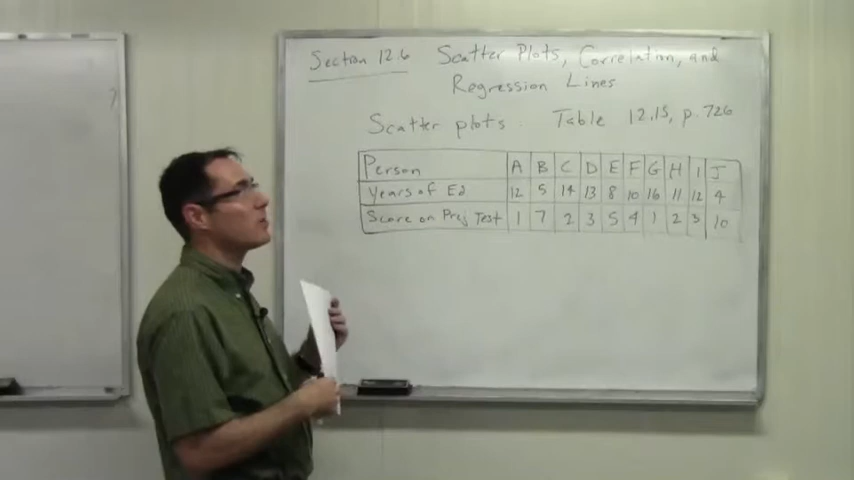 Section 12.6 Scatter Plots, Correlation, and
Regression Lines
Scatter plots. Table 12.15, p. 726
Person A B C D E F G H I J
Years of Ed 12 5 14 13 8 10 16 11 12 4
Score on Prej Test 1 7 2 3 5 4 1 2 3 10